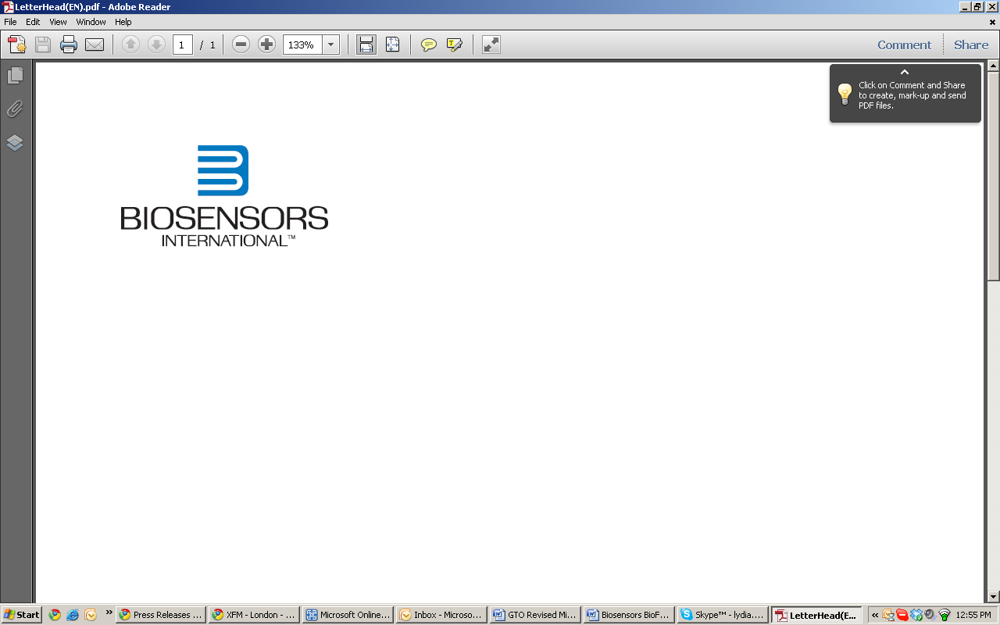 LetterHead(EN).pdf - Adobe Reader
File Edit View Window Help
1 / 1 133% Comment Share
Click on Comment and Share
to create, mark-up and send
PDF files.
BIOSENSORS
INTERNATIONAL™
Start » Press Releases ... XFM - London - ... Microsoft Online... Inbox - Microso... GTO Revised Mi... Biosensors BioF... Skype™ - lydia.... LetterHead(E... « 12:55 PM